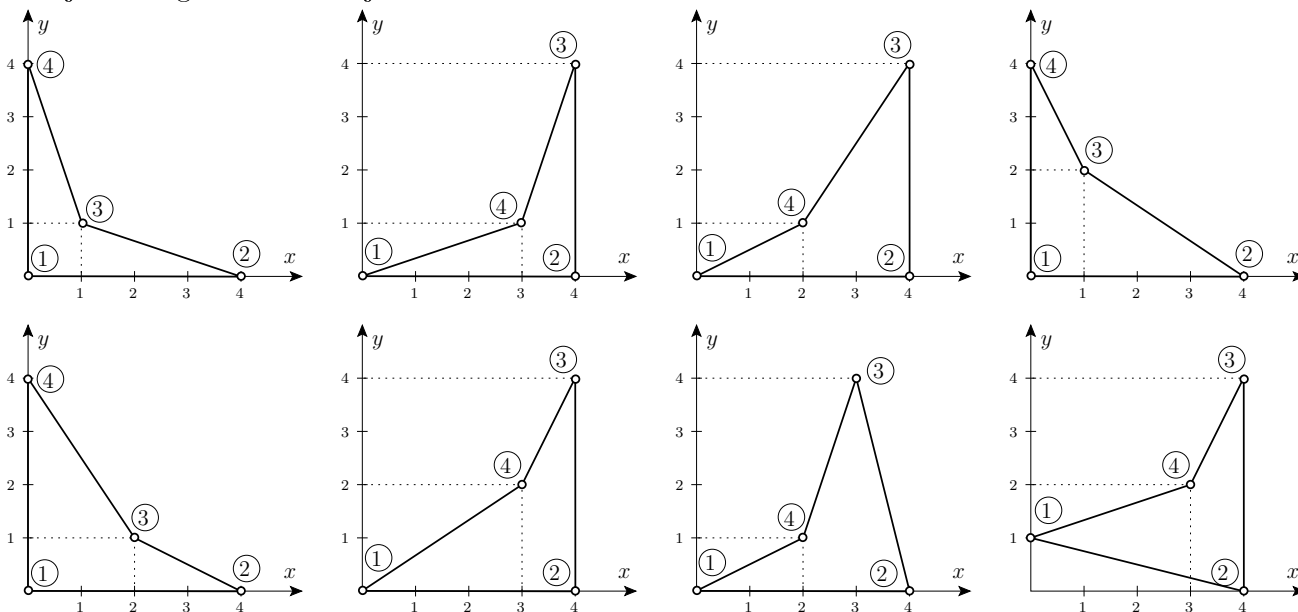 y y y y
4 ④ 4 ③ 4 ③ 4 ④
3 3 3 3
2 2 2 2 ③
1 ③ 1 ④ 1 ④ 1
① ② x ① ② x ① ② x ① ② x
1 2 3 4 1 2 3 4 1 2 3 4 1 2 3 4
y y y y
4 ④ 4 ③ 4 ③ 4 ③
3 3 3 3
2 2 ④ 2 2 ④
1 ③ 1 1 ④ 1 ①
① ② x ① ② x ① ② x ② x
1 2 3 4 1 2 3 4 1 2 3 4 1 2 3 4